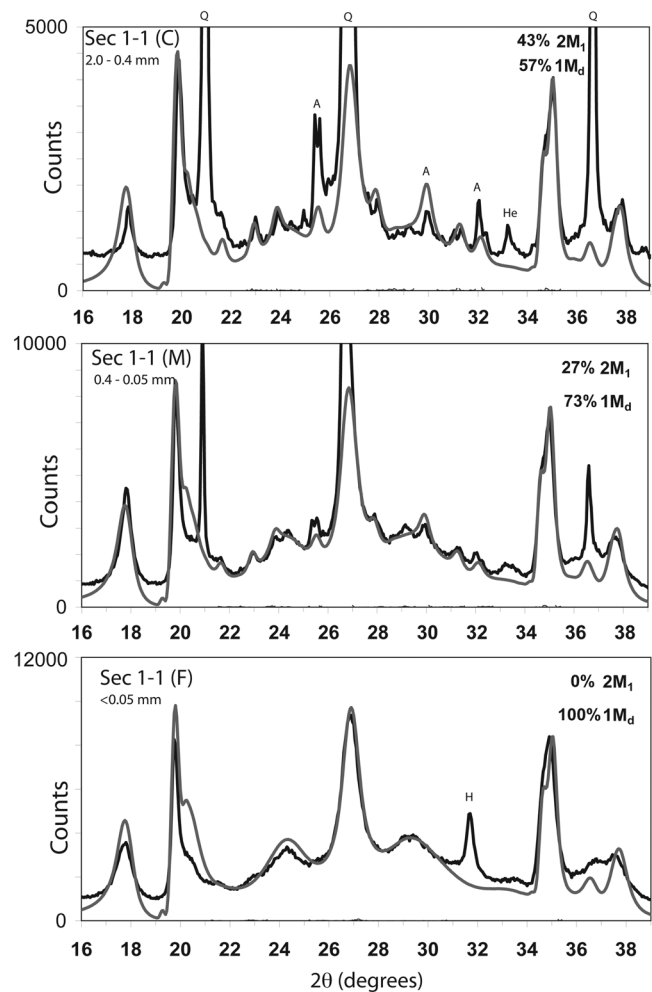 Q Q Q
5000
Sec 1-1 (C)
2.0 - 0.4 mm
43% 2M₁
57% 1Md
A
A
A
He
Counts
0
16 18 20 22 24 26 28 30 32 34 36 38
10000
Sec 1-1 (M)
0.4 - 0.05 mm
27% 2M₁
73% 1Md
Counts
0
16 18 20 22 24 26 28 30 32 34 36 38
12000
Sec 1-1 (F)
<0.05 mm
0% 2M₁
100% 1Md
H
Counts
0
16 18 20 22 24 26 28 30 32 34 36 38
2θ (degrees)